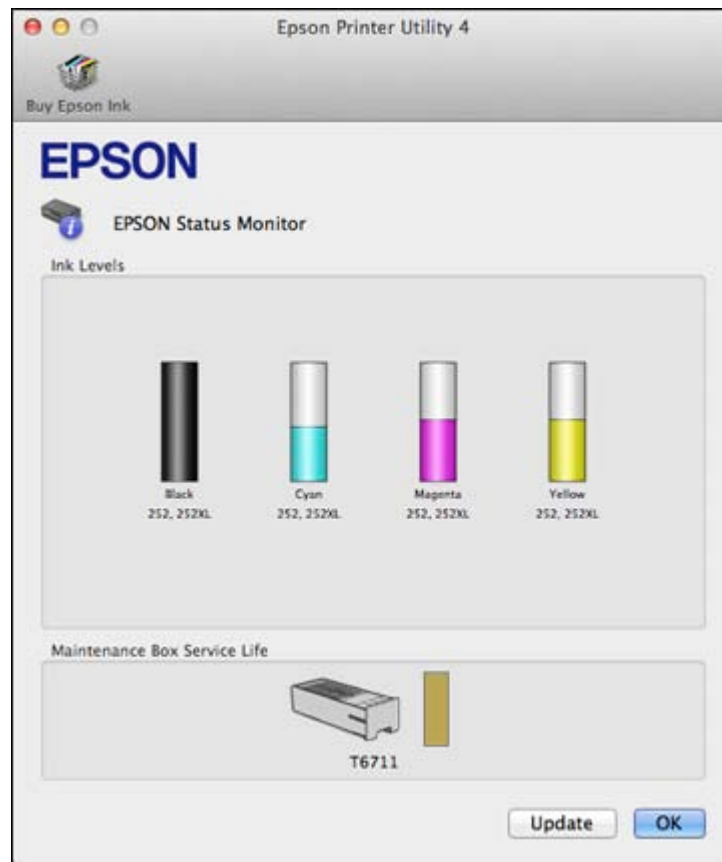 Epson Printer Utility 4
Buy Epson Ink
EPSON
EPSON Status Monitor
Ink Levels
Black
252, 252XL
Cyan
252, 252XL
Magenta
252, 252XL
Yellow
252, 252XL
Maintenance Box Service Life
T6711
Update
OK